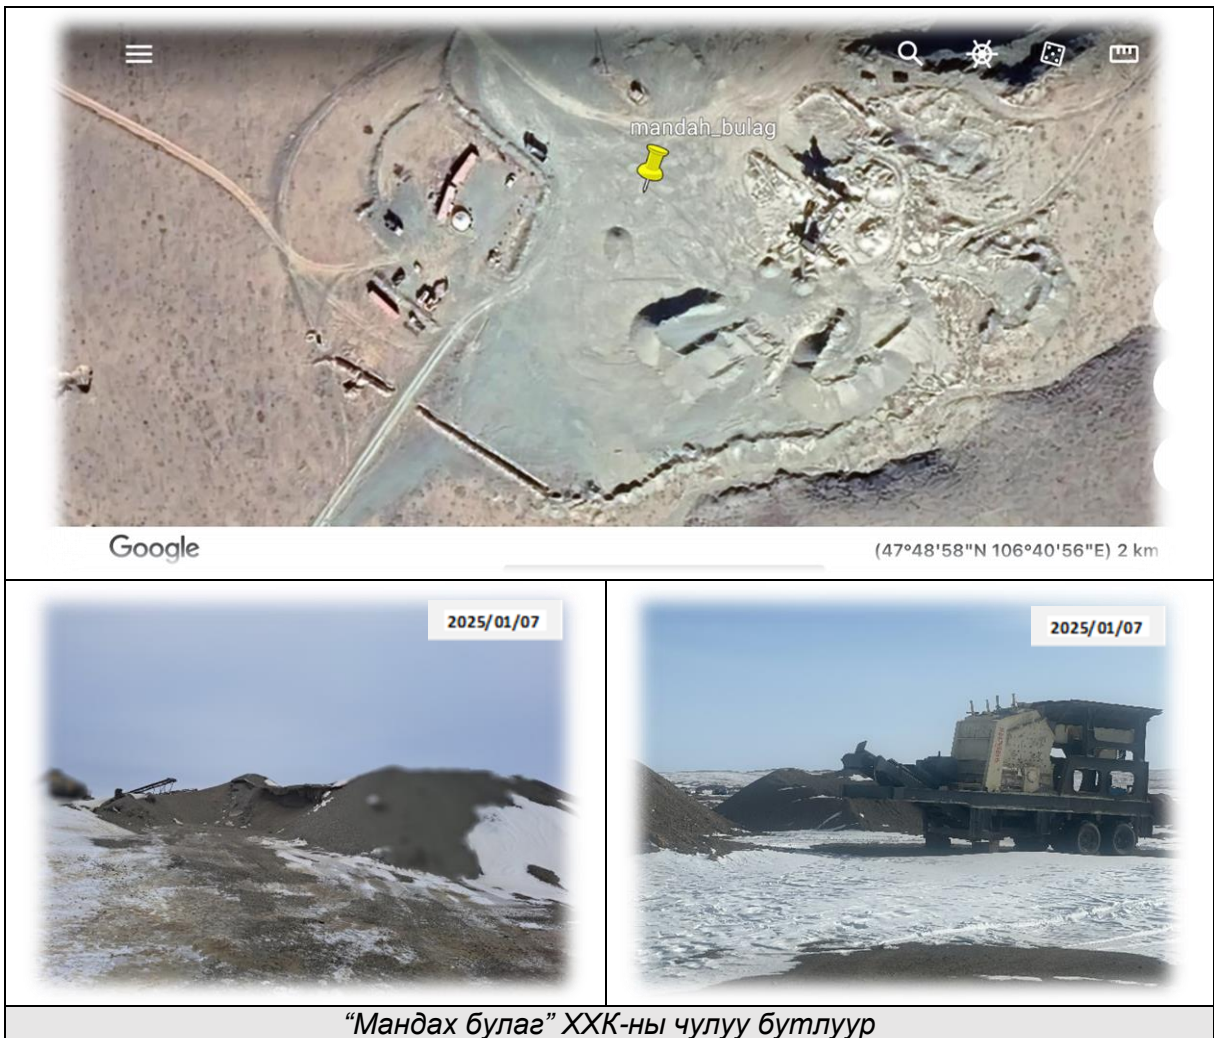 mandah_bulag
Google
(47°48'58"N 106°40'56"E) 2 km
2025/01/07
2025/01/07
“Мандах булаг” ХХК-ны чулуу бутлуур